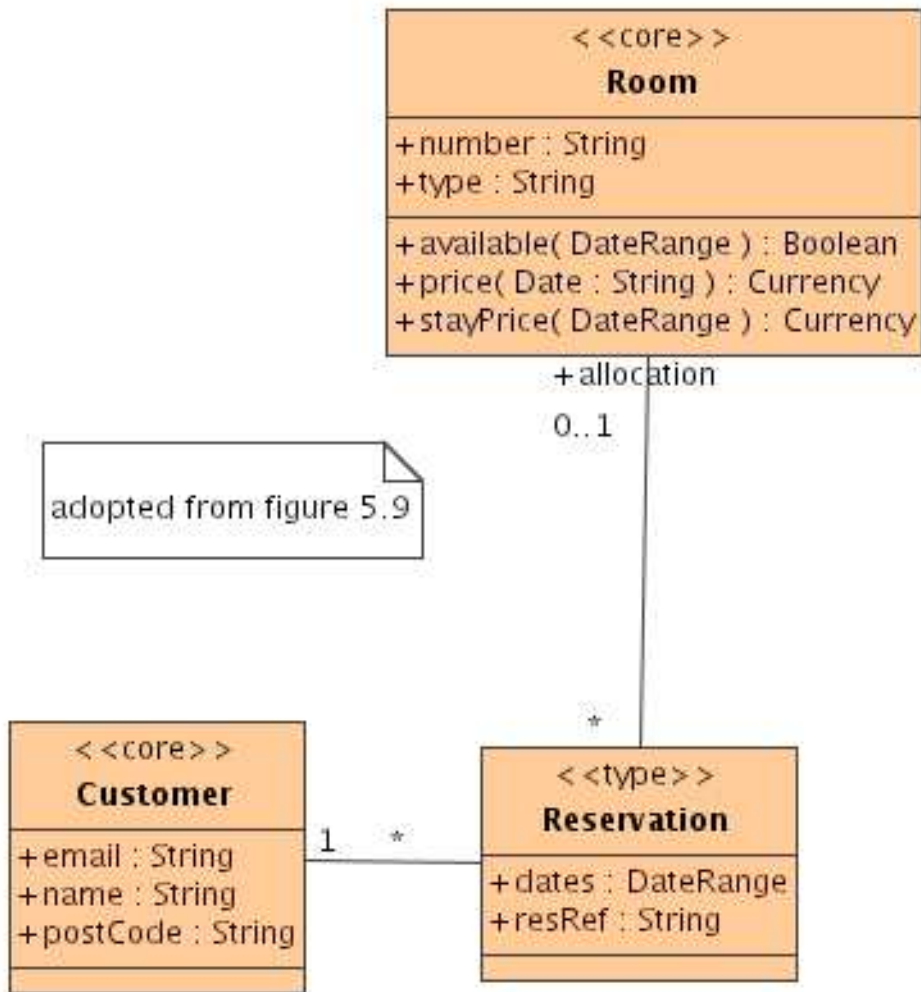 <<core>>
Room
+number : String
+type : String
+available( DateRange ) : Boolean
+price( Date : String ) : Currency
+stayPrice( DateRange ) : Currency
+allocation
0..1
adopted from figure 5.9
*
<<core>>
Customer
+email : String
+name : String
+postCode : String
1 *
<<type>>
Reservation
+dates : DateRange
+resRef : String